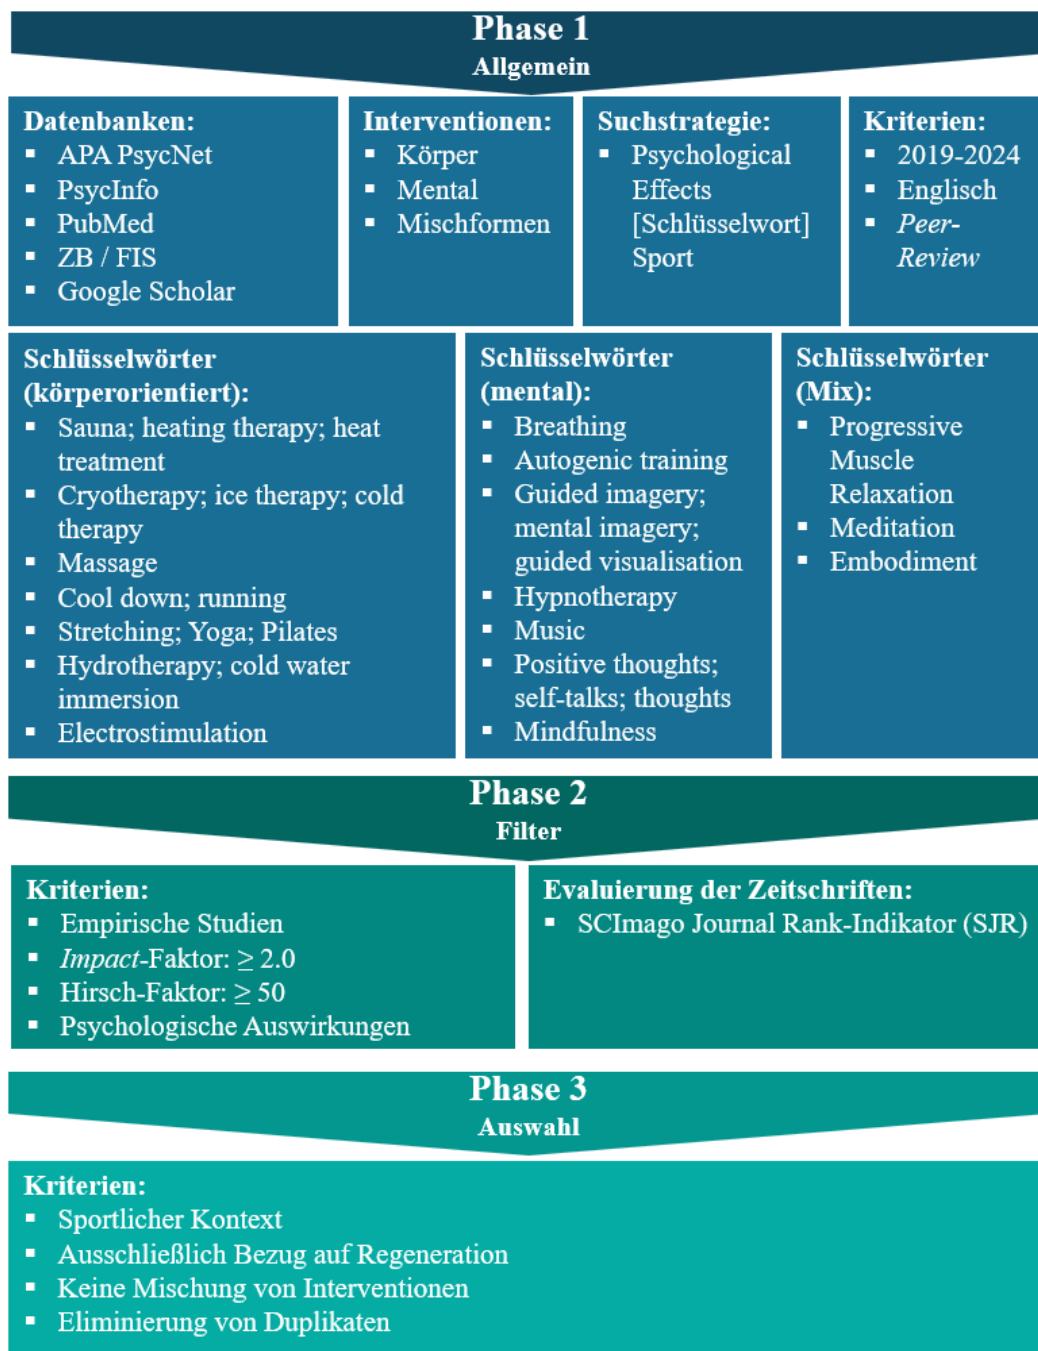 Phase 1
Allgemein
Datenbanken:
▪ APA PsycNet
▪ PsycInfo
▪ PubMed
▪ ZB / FIS
▪ Google Scholar
Interventionen:
▪ Körper
▪ Mental
▪ Mischformen
Suchstrategie:
▪ Psychological
Effects
[Schlüsselwort]
Sport
Kriterien:
▪ 2019-2024
▪ Englisch
▪ Peer-
Review
Schlüsselwörter
(körperorientiert):
▪ Sauna; heating therapy; heat
treatment
▪ Cryotherapy; ice therapy; cold
therapy
▪ Massage
▪ Cool down; running
▪ Stretching; Yoga; Pilates
▪ Hydrotherapy; cold water
immersion
▪ Electrostimulation
Schlüsselwörter
(mental):
▪ Breathing
▪ Autogenic training
▪ Guided imagery;
mental imagery;
guided visualisation
▪ Hypnotherapy
▪ Music
▪ Positive thoughts;
self-talks; thoughts
▪ Mindfulness
Schlüsselwörter
(Mix):
▪ Progressive
Muscle
Relaxation
▪ Meditation
▪ Embodiment
Phase 2
Filter
Kriterien:
▪ Empirische Studien
▪ Impact-Faktor: ≥ 2.0
▪ Hirsch-Faktor: ≥ 50
▪ Psychologische Auswirkungen
Evaluierung der Zeitschriften:
▪ SCImago Journal Rank-Indikator (SJR)
Phase 3
Auswahl
Kriterien:
▪ Sportlicher Kontext
▪ Ausschließlich Bezug auf Regeneration
▪ Keine Mischung von Interventionen
▪ Eliminierung von Duplikaten